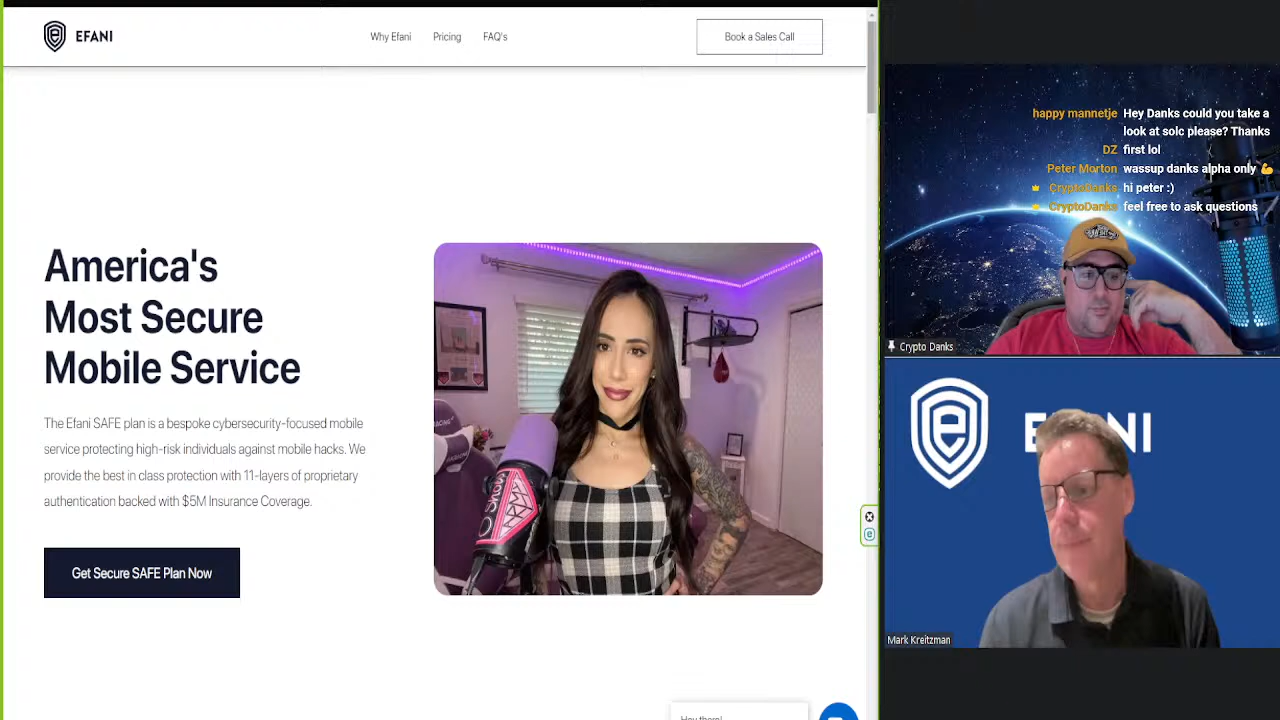 EFANI
Why Efani
Pricing
FAQ's
Book a Sales Call
America's
Most Secure
Mobile Service
The Efani SAFE plan is a bespoke cybersecurity-focused mobile
service protecting high-risk individuals against mobile hacks. We
provide the best in class protection with 11-layers of proprietary
authentication backed with $5M Insurance Coverage.
Get Secure SAFE Plan Now
Hey there!
happy mannetje Hey Danks could you take a
look at solc please? Thanks
DZ first lol
Peter Morton wassup danks alpha only 💪
CryptoDanks hi peter :)
CryptoDanks feel free to ask questions
Crypto Danks
Mark Kreitzman